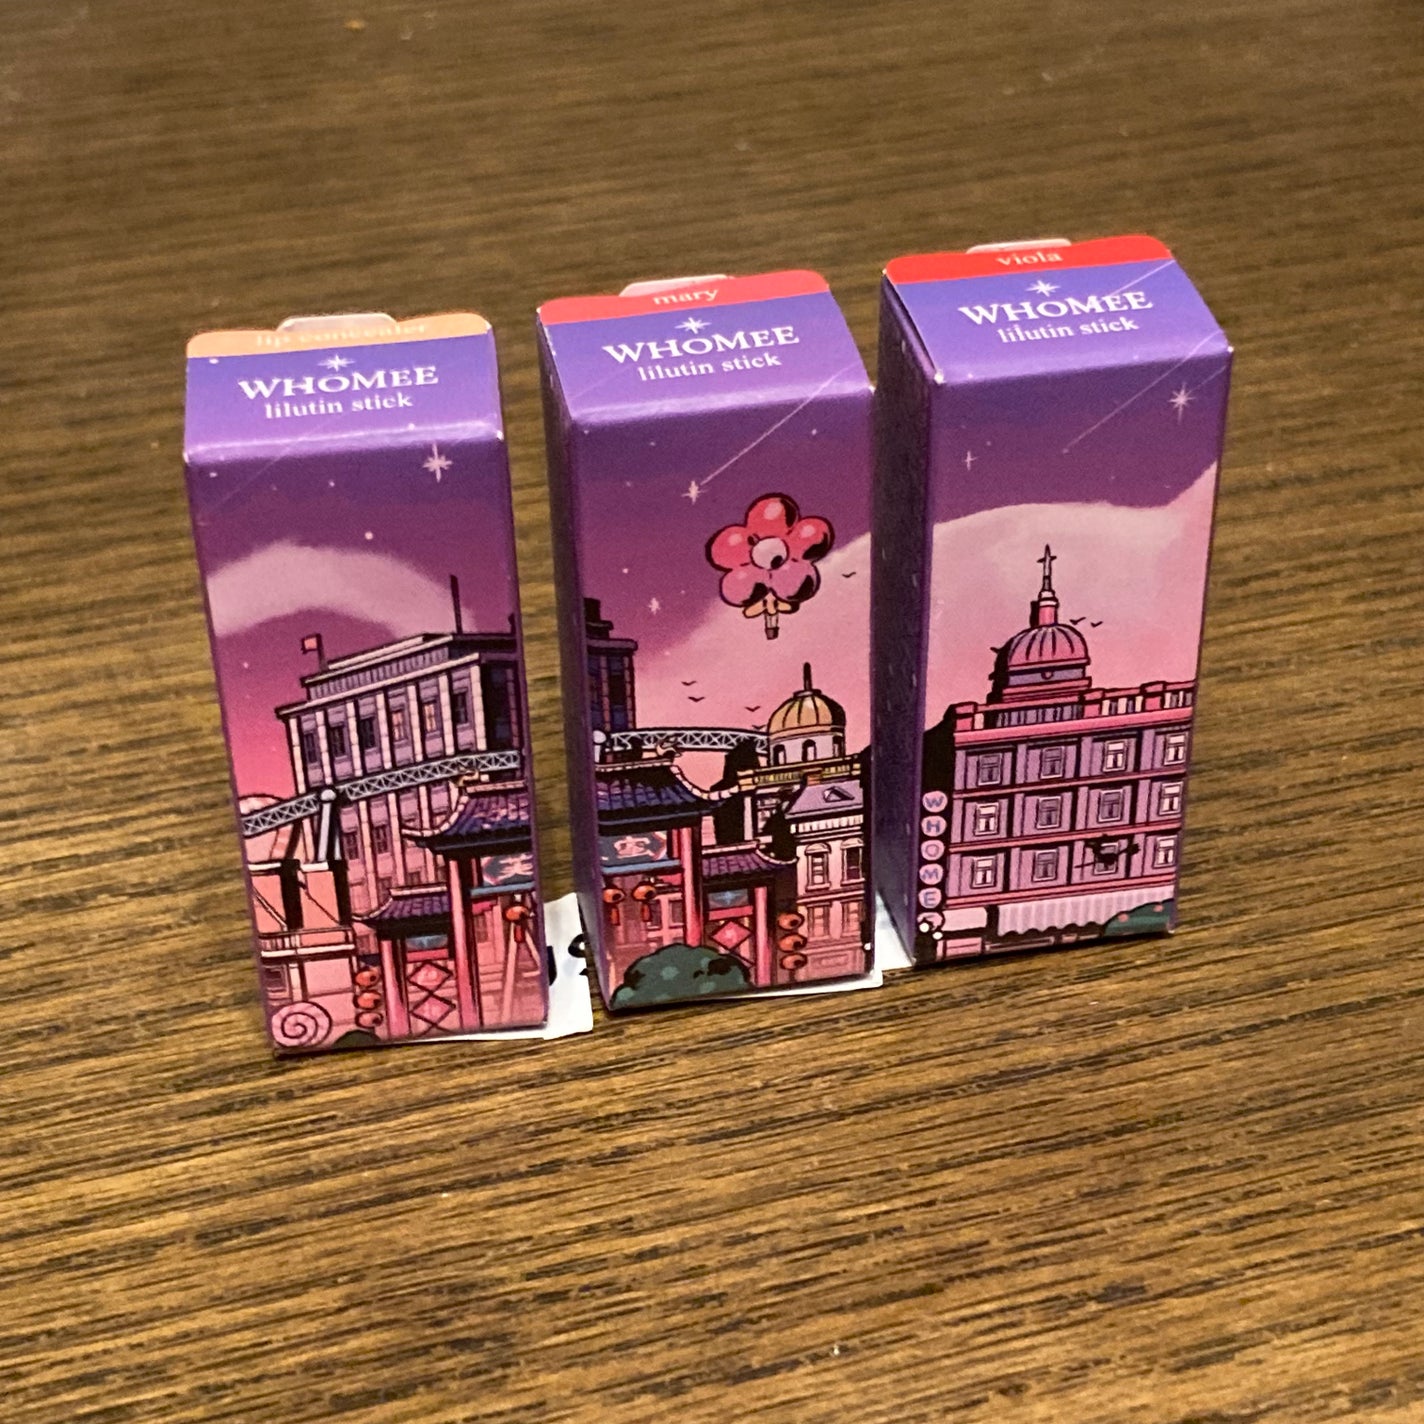 lip concealer
WHOMEE
lilutin stick
mary
WHOMEE
lilutin stick
viola
WHOMEE
lilutin stick
WHOME